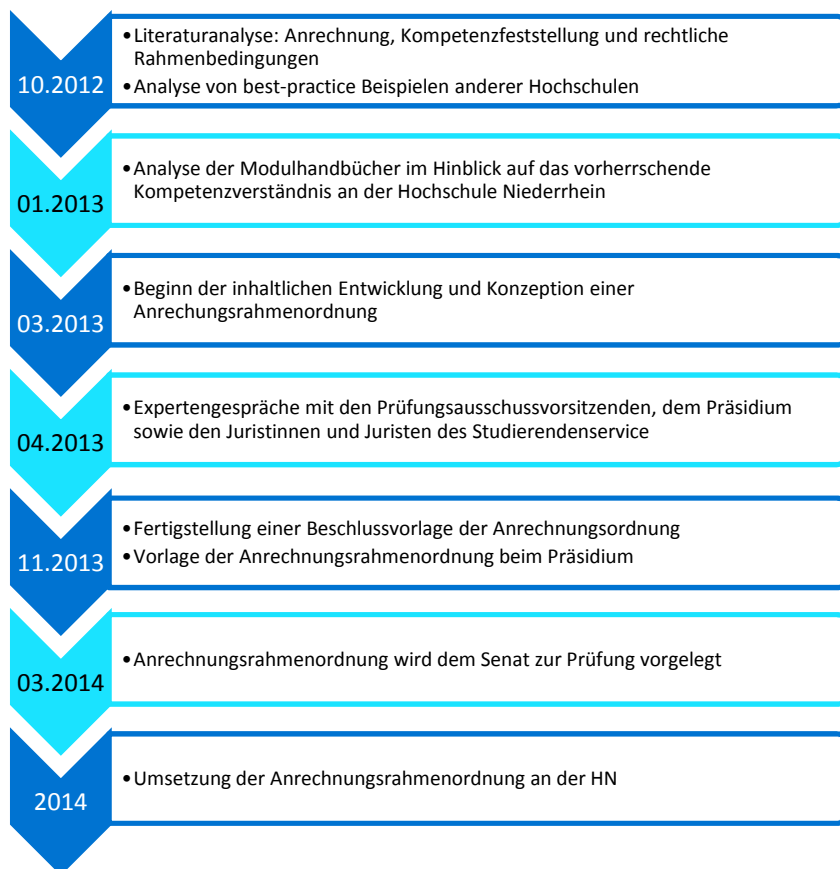 10.2012
•Literaturanalyse: Anrechnung, Kompetenzfeststellung und rechtliche
Rahmenbedingungen
•Analyse von best-practice Beispielen anderer Hochschulen
01.2013
•Analyse der Modulhandbücher im Hinblick auf das vorherrschende
Kompetenzverständnis an der Hochschule Niederrhein
03.2013
•Beginn der inhaltlichen Entwicklung und Konzeption einer
Anrechungsrahmenordnung
04.2013
•Expertengespräche mit den Prüfungsausschussvorsitzenden, dem Präsidium
sowie den Juristinnen und Juristen des Studierendenservice
11.2013
•Fertigstellung einer Beschlussvorlage der Anrechnungsordnung
•Vorlage der Anrechnungsrahmenordnung beim Präsidium
03.2014
•Anrechnungsrahmenordnung wird dem Senat zur Prüfung vorgelegt
2014
•Umsetzung der Anrechnungsrahmenordnung an der HN